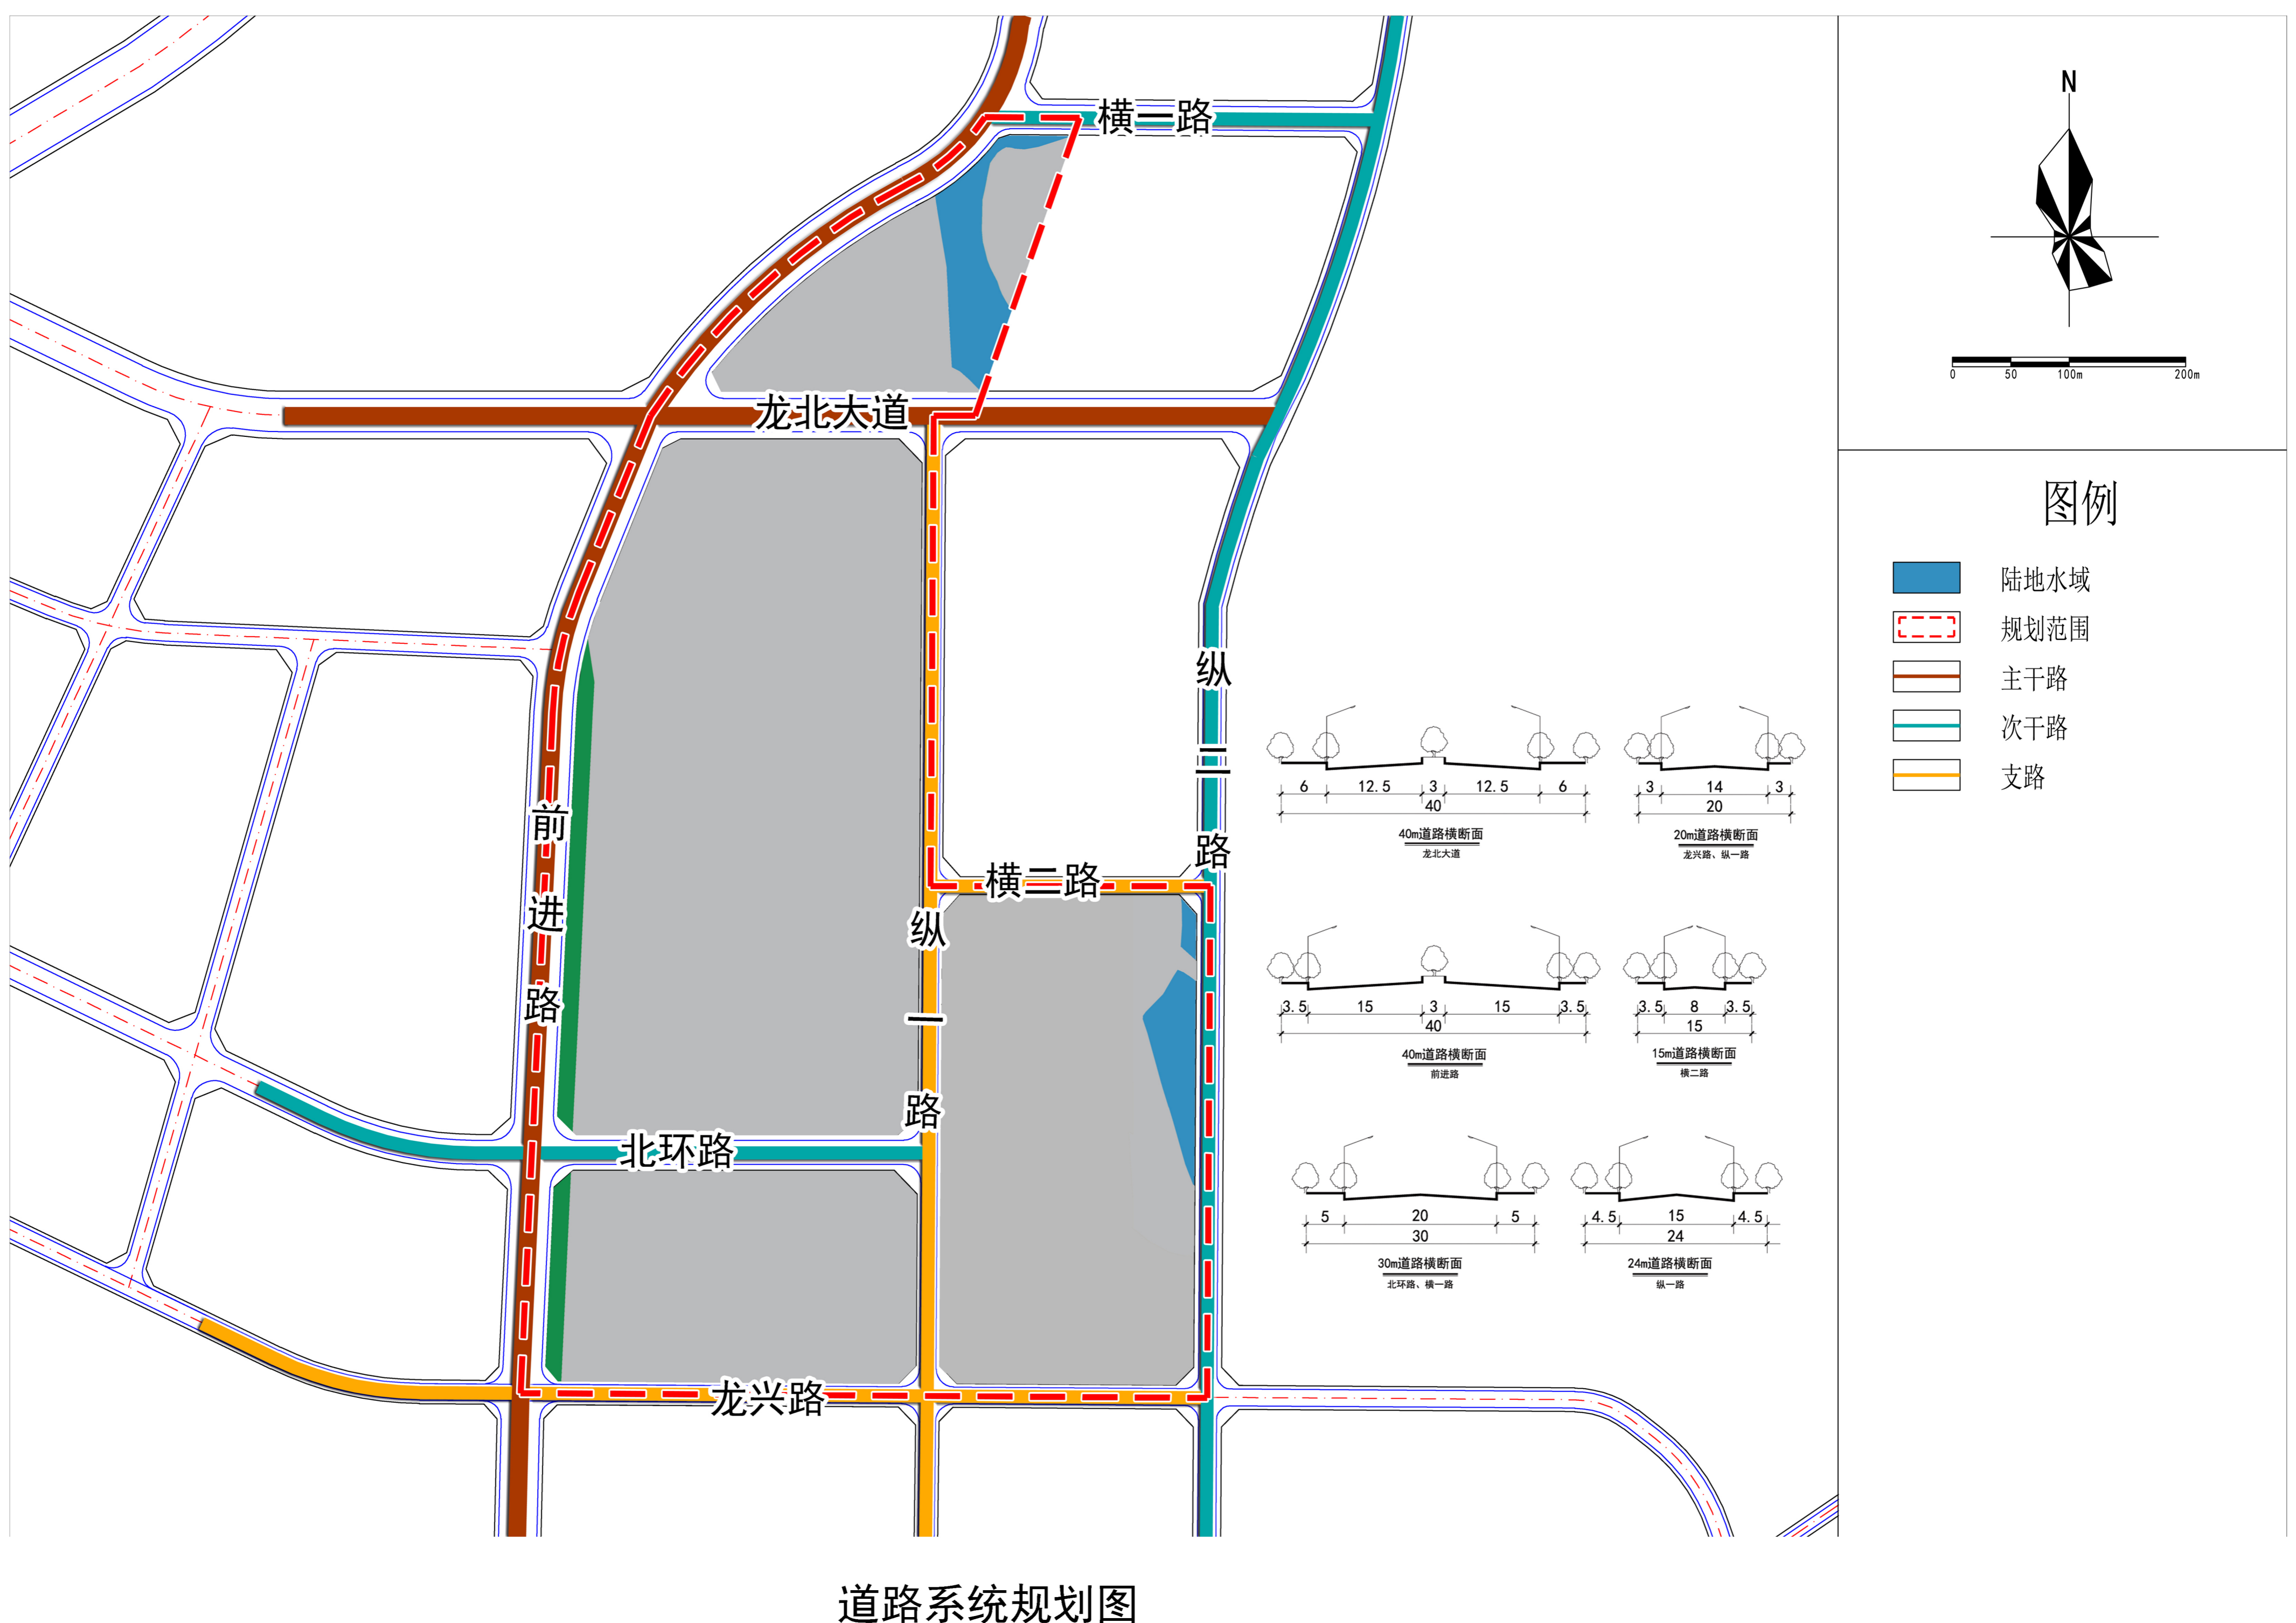 横一路
龙北大道
纵二路
前进路
横二路
纵一路
北环路
龙兴路
N
0 50 100m 200m
图例
陆地水域
规划范围
主干路
次干路
支路
6 12.5 3 12.5 6
40
40m道路横断面
龙北大道
3 14 3
20
20m道路横断面
龙兴路、纵一路
3.5 15 3 15 3.5
40
40m道路横断面
前进路
3.5 8 3.5
15
15m道路横断面
横二路
5 20 5
30
30m道路横断面
北环路、横一路
4.5 15 4.5
24
24m道路横断面
纵一路
道路系统规划图